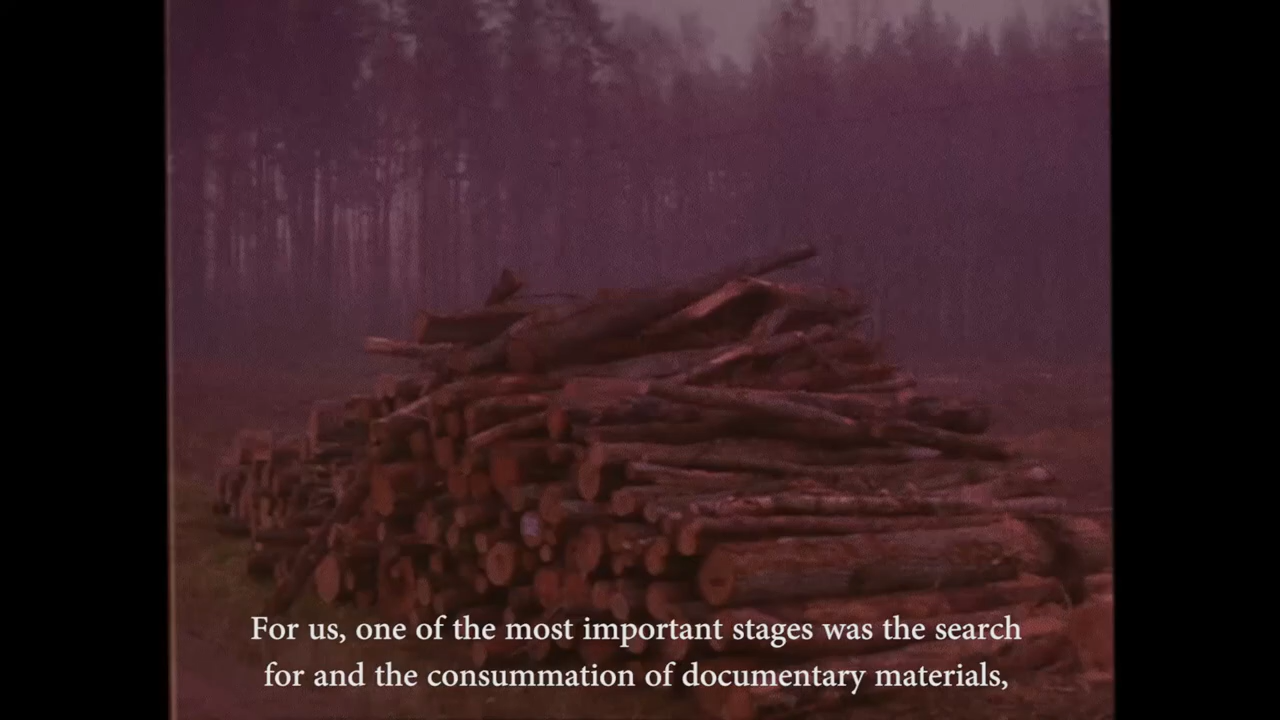 For us, one of the most important stages was the search
for and the consummation of documentary materials,